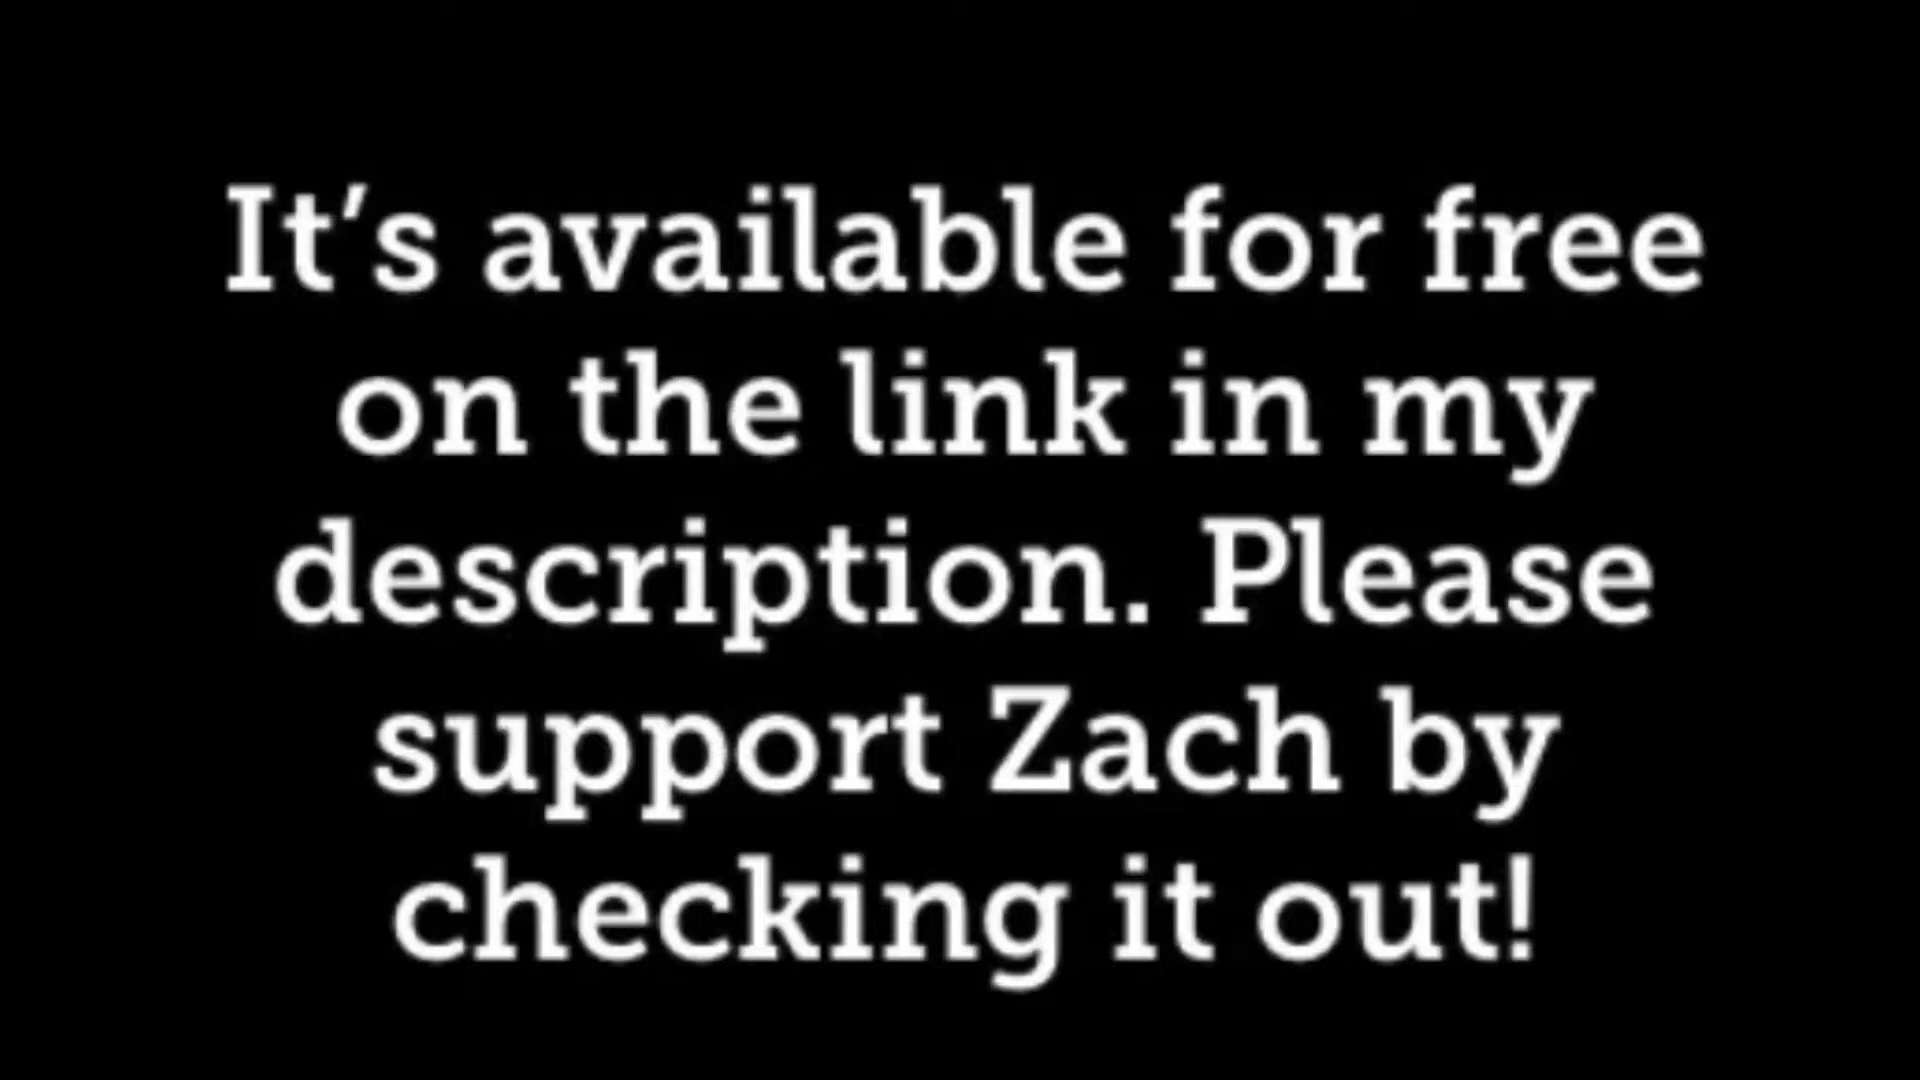 It’s available for free
on the link in my
description. Please
support Zach by
checking it out!